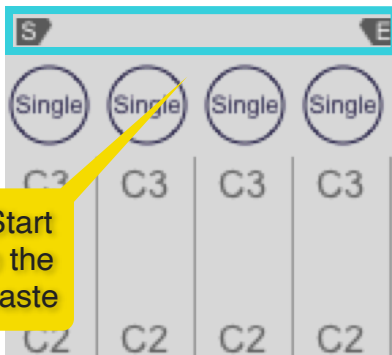 S E
Single Single Single Single
C3 C3 C3 C3
Start
the
aste
C2 C2 C2 C2